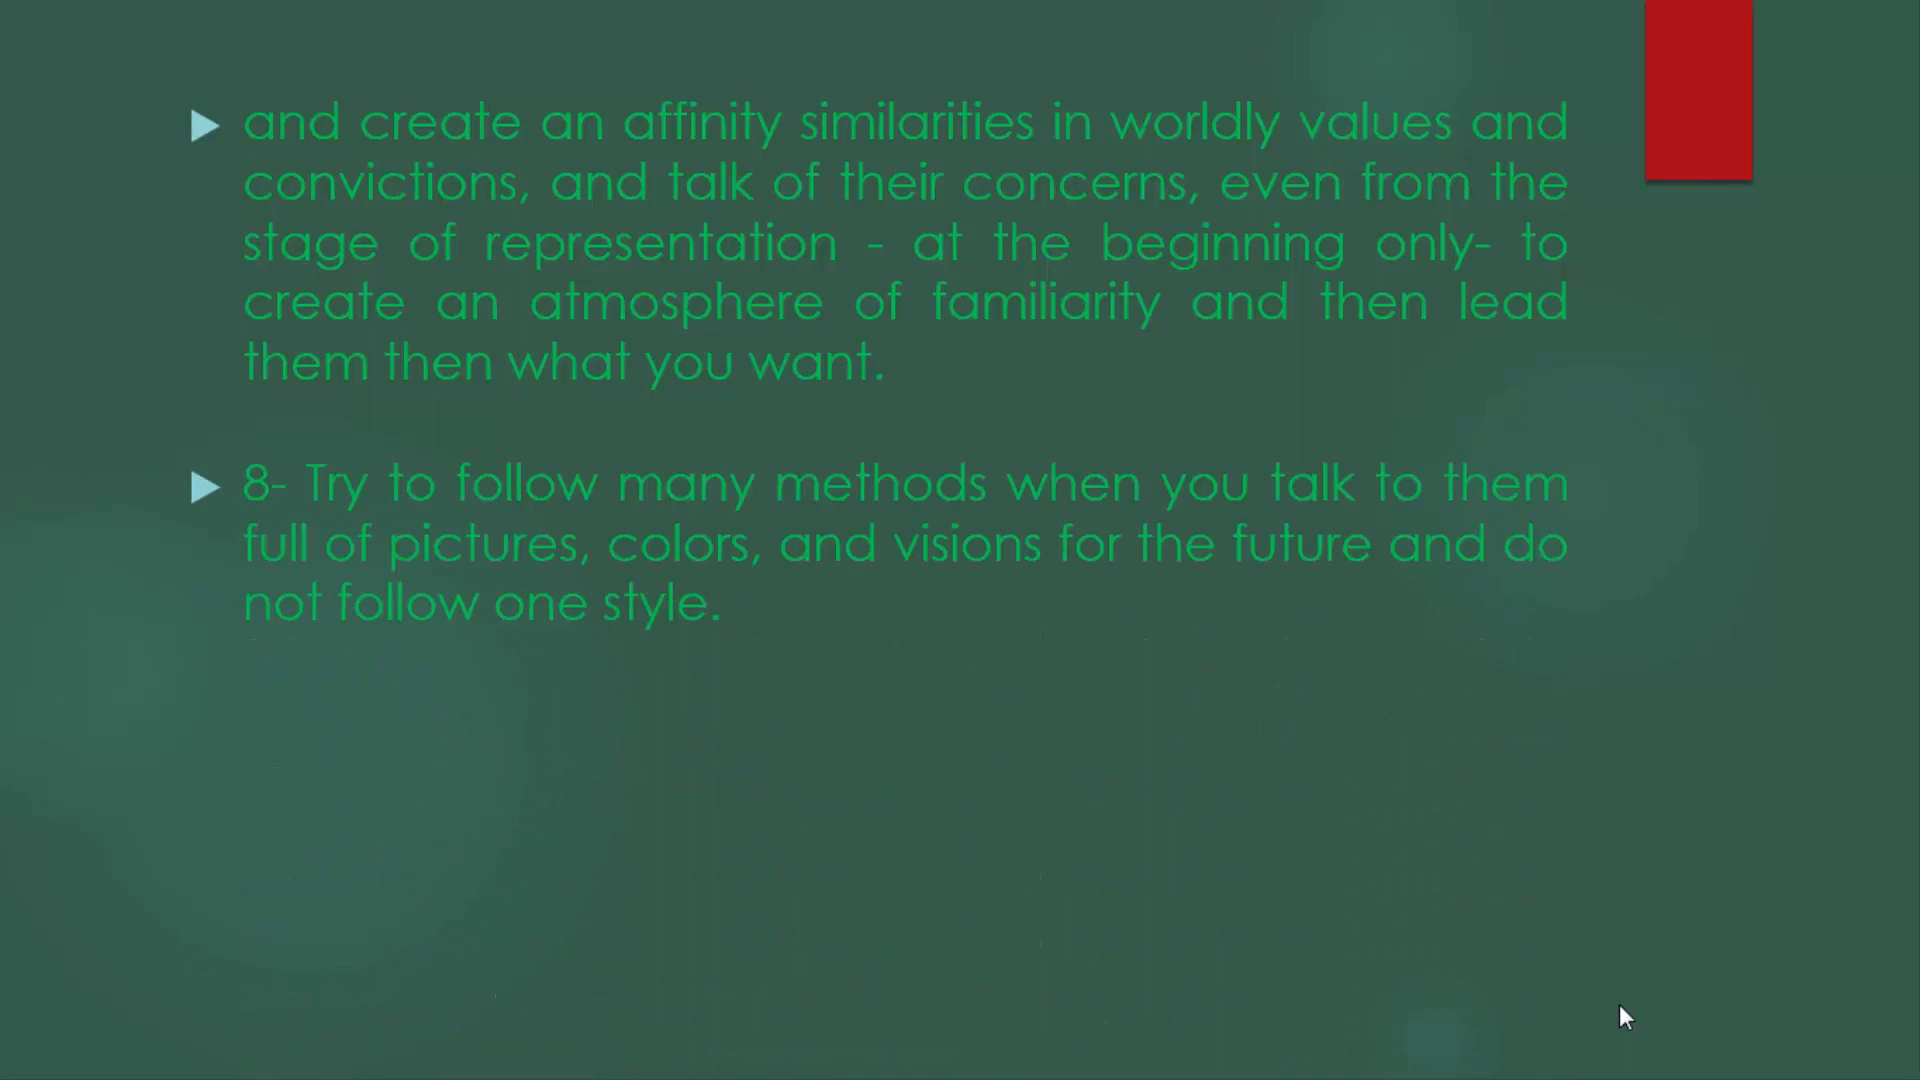 and create an affinity similarities in worldly values and
convictions, and talk of their concerns, even from the
stage of representation - at the beginning only- to
create an atmosphere of familiarity and then lead
them then what you want.
8- Try to follow many methods when you talk to them
full of pictures, colors, and visions for the future and do
not follow one style.